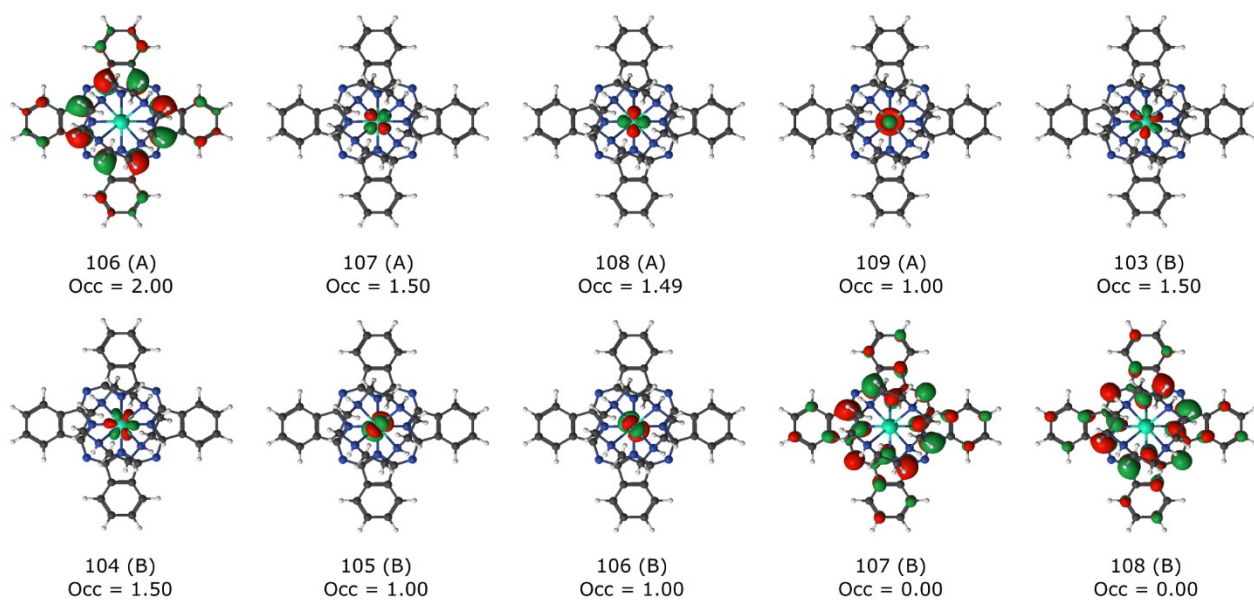 106 (A)
Occ = 2.00
107 (A)
Occ = 1.50
108 (A)
Occ = 1.49
109 (A)
Occ = 1.00
103 (B)
Occ = 1.50
104 (B)
Occ = 1.50
105 (B)
Occ = 1.00
106 (B)
Occ = 1.00
107 (B)
Occ = 0.00
108 (B)
Occ = 0.00